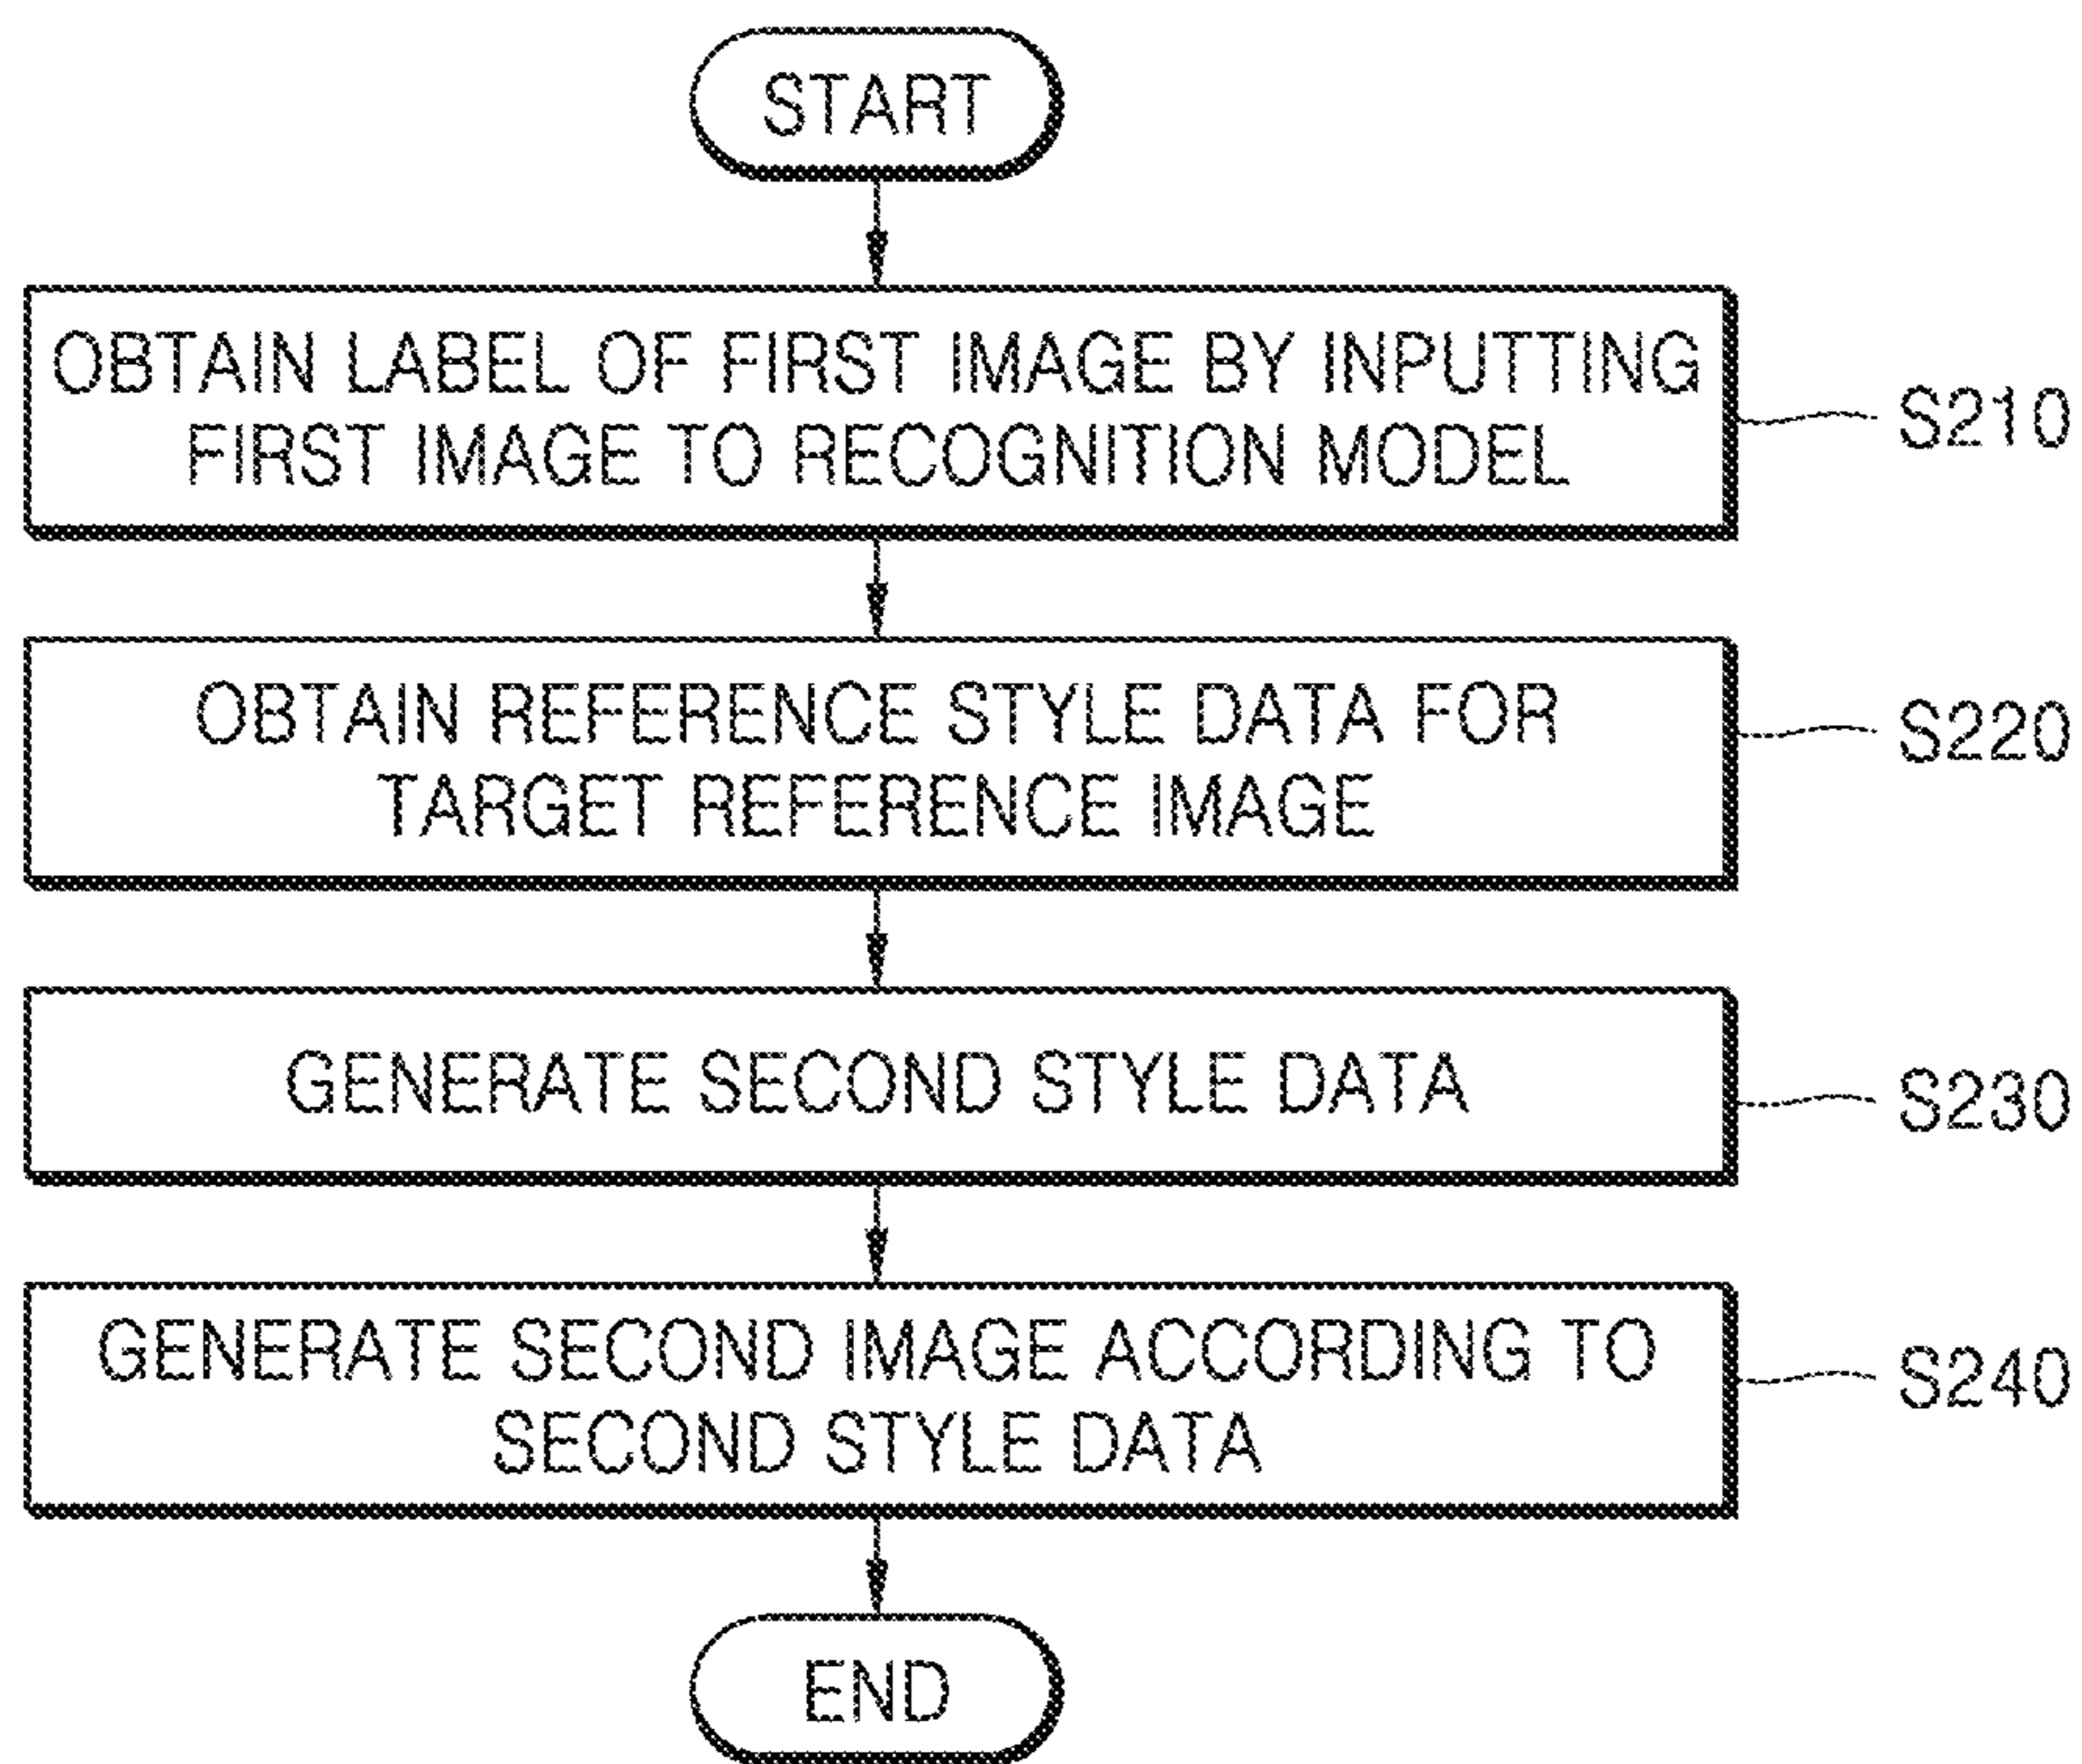 START
OBTAIN LABEL OF FIRST IMAGE BY INPUTTING
FIRST IMAGE TO RECOGNITION MODEL
S210
OBTAIN REFERENCE STYLE DATA FOR
TARGET REFERENCE IMAGE
S220
GENERATE SECOND STYLE DATA
S230
GENERATE SECOND IMAGE ACCORDING TO
SECOND STYLE DATA
S240
END